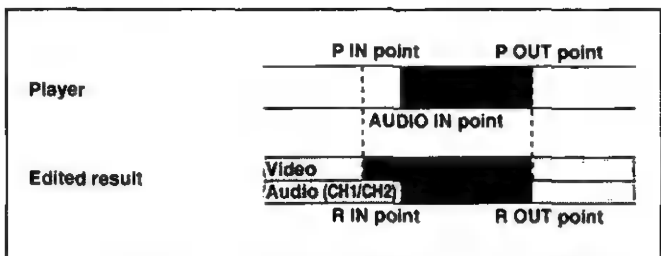 P IN point P OUT point
Player
AUDIO IN point
Video
Edited result
Audio (CH1/CH2)
R IN point R OUT point